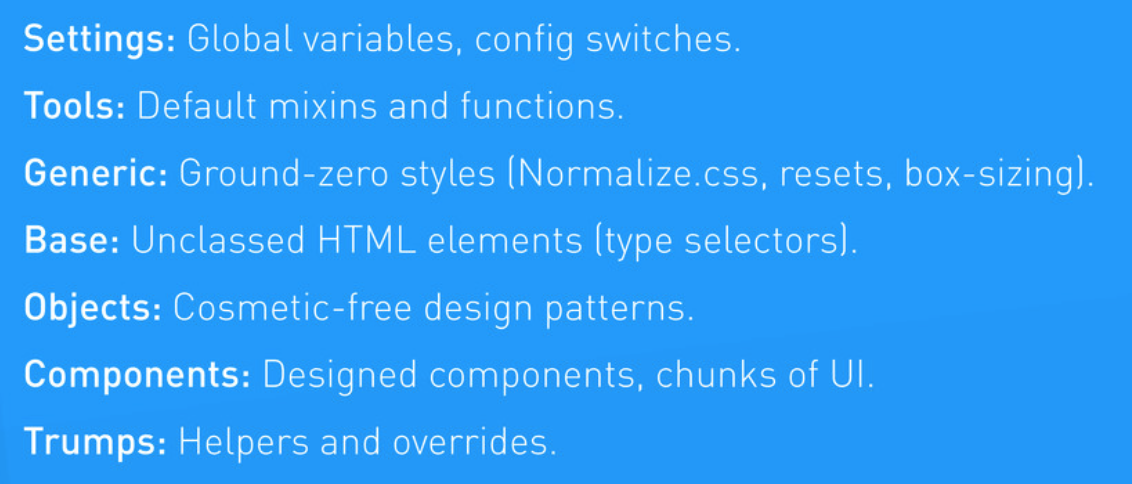 Settings: Global variables, config switches.
Tools: Default mixins and functions.
Generic: Ground-zero styles (Normalize.css, resets, box-sizing).
Base: Unclassed HTML elements (type selectors).
Objects: Cosmetic-free design patterns.
Components: Designed components, chunks of UI.
Trumps: Helpers and overrides.